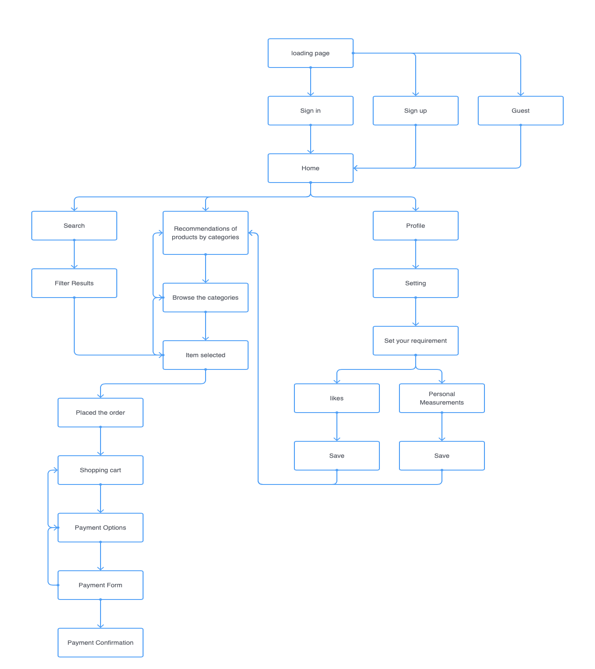 loading page
Sign in
Sign up
Guest
Home
Search
Recommendations of
products by categories
Profile
Filter Results
Browse the categories
Setting
Item selected
Set your requirement
Placed the order
likes
Personal
Measurements
Shopping cart
Save
Save
Payment Options
Payment Form
Payment Confirmation